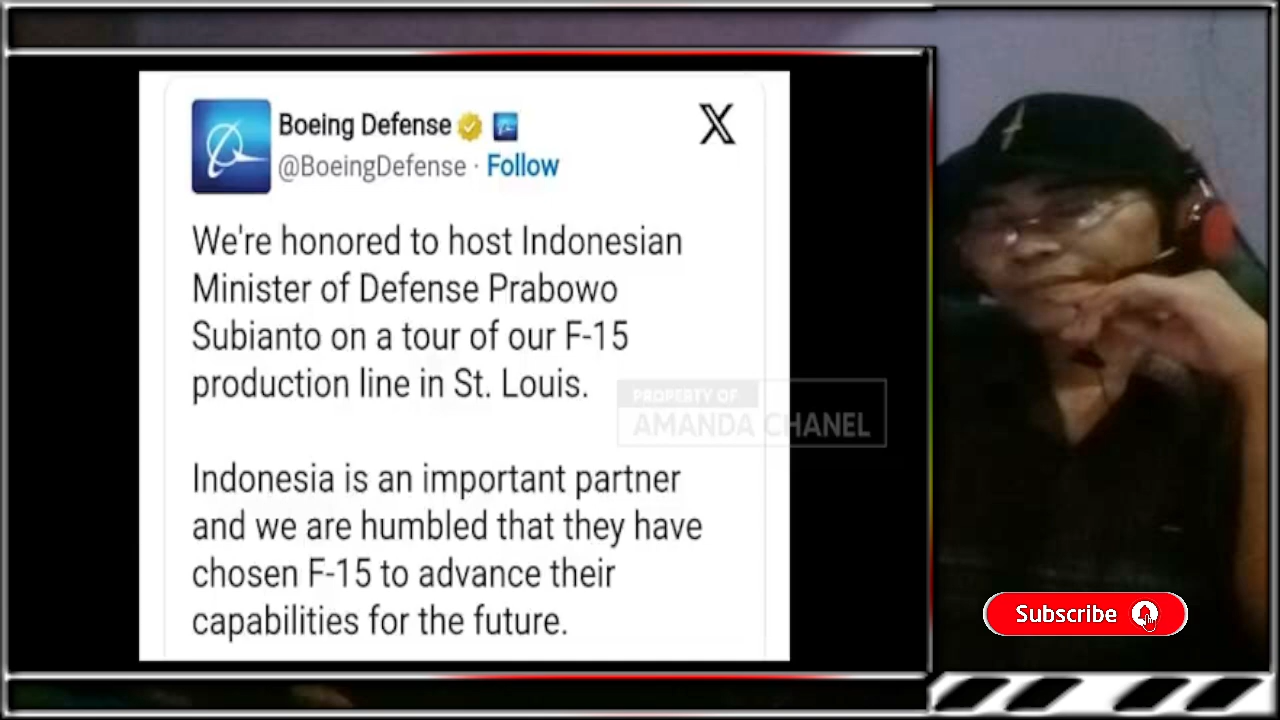 Boeing Defense
@BoeingDefense · Follow
We're honored to host Indonesian
Minister of Defense Prabowo
Subianto on a tour of our F-15
production line in St. Louis.
Indonesia is an important partner
and we are humbled that they have
chosen F-15 to advance their
capabilities for the future.
PROPERTY OF
AMANDA CHANEL
Subscribe